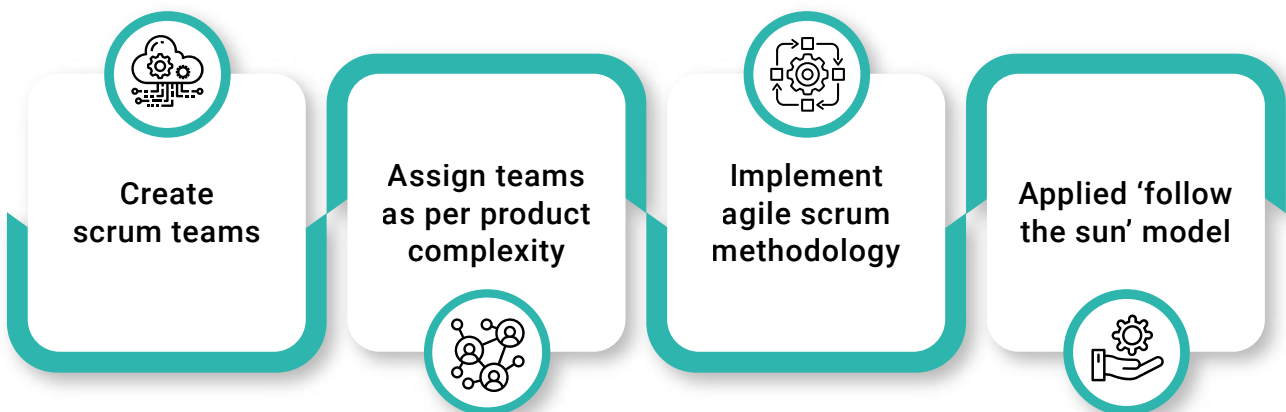 Create
scrum teams
Assign teams
as per product
complexity
Implement
agile scrum
methodology
Applied ‘follow
the sun’ model